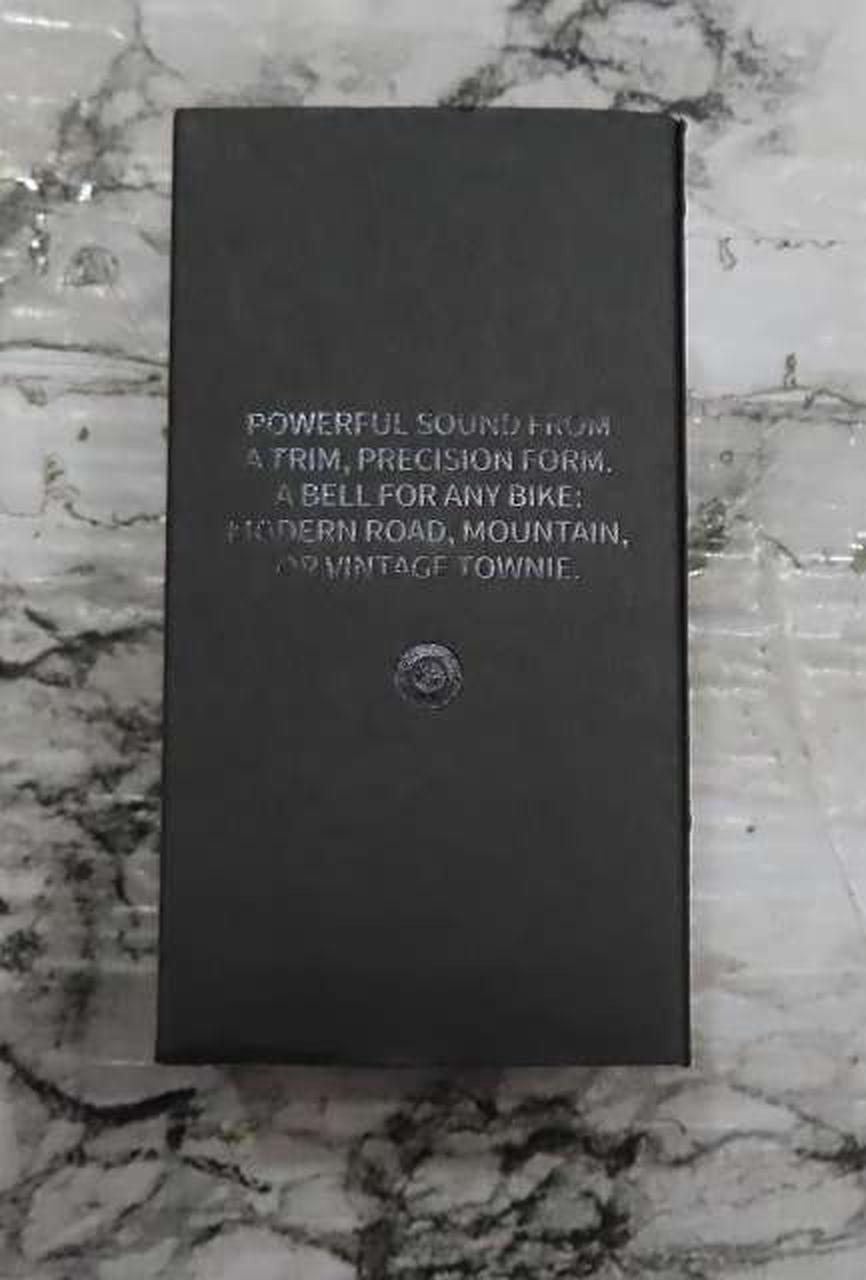 POWERFUL SOUND FROM
A TRIM, PRECISION FORM.
A BELL FOR ANY BIKE:
MODERN ROAD, MOUNTAIN,
OR VINTAGE TOWNIE.